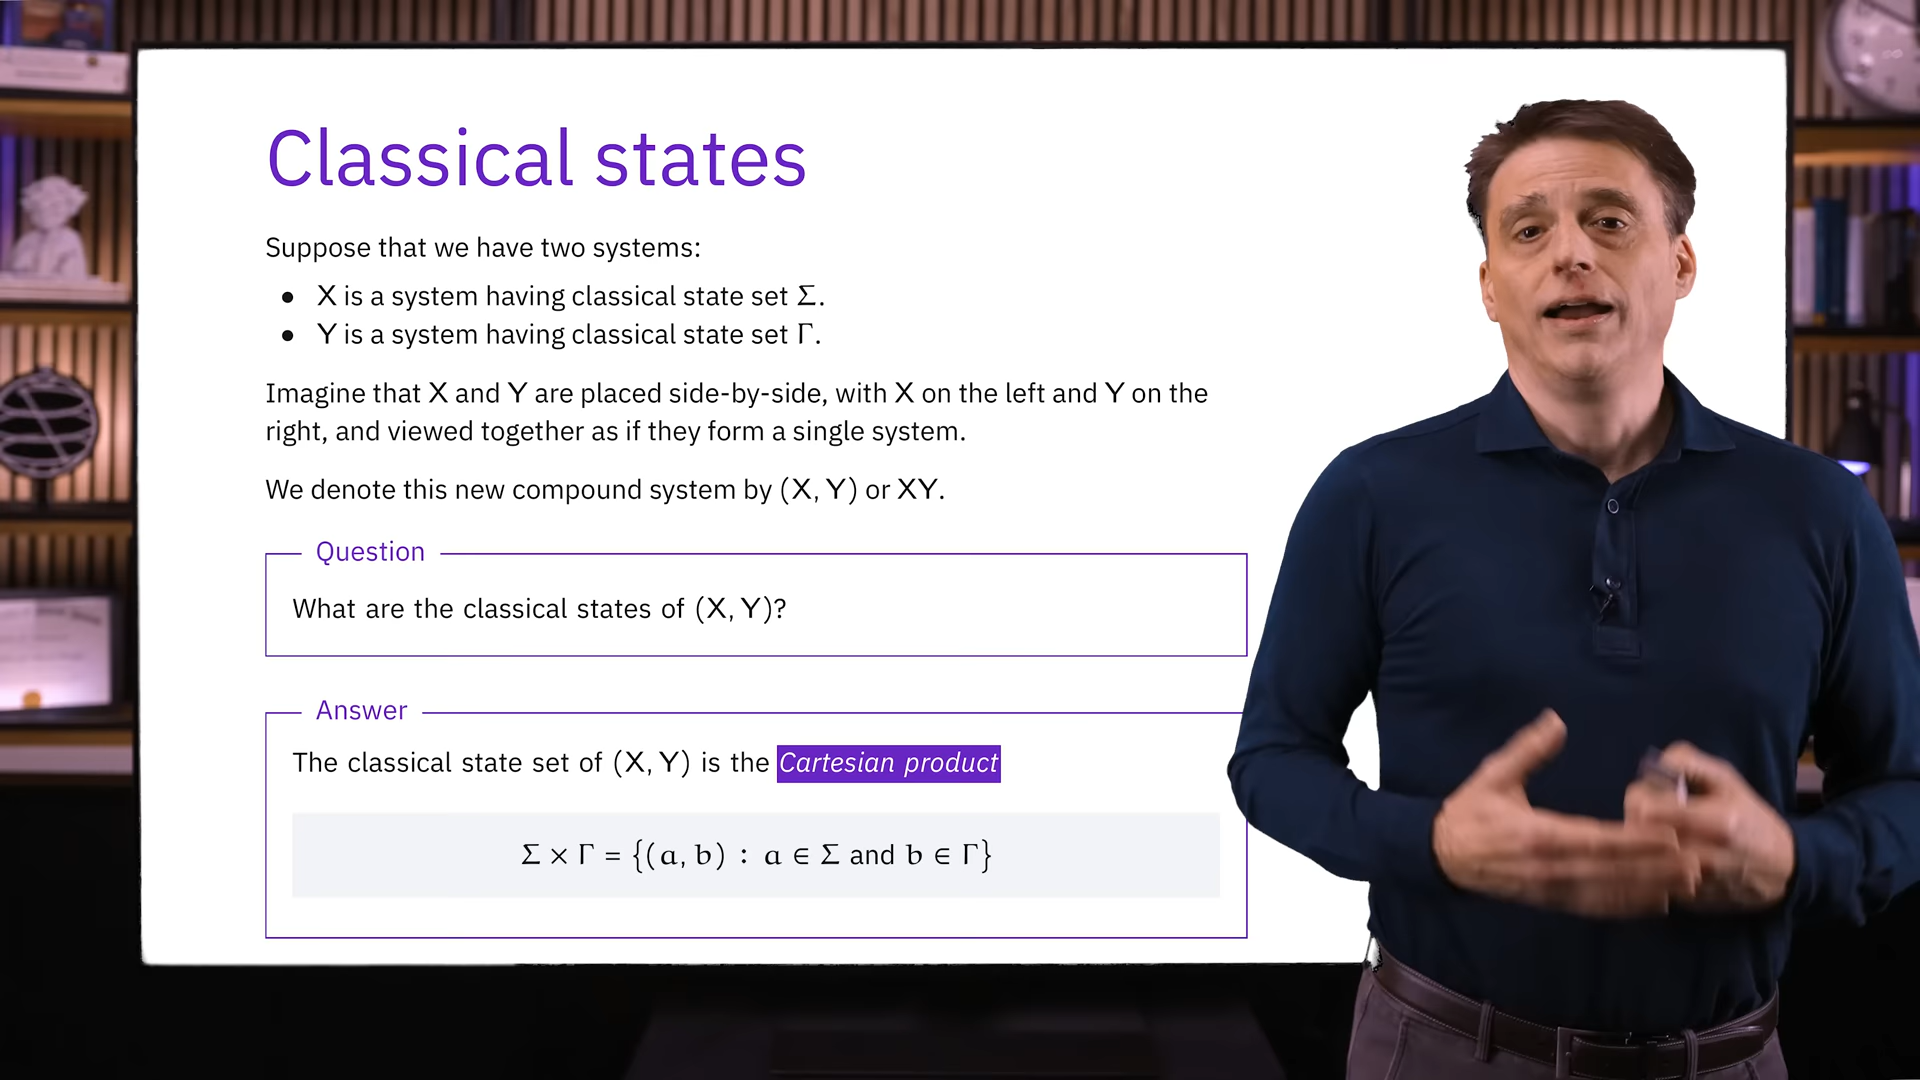 Classical states
Suppose that we have two systems:
● X is a system having classical state set Σ.
● Y is a system having classical state set Γ.
Imagine that X and Y are placed side-by-side, with X on the left and Y on the
right, and viewed together as if they form a single system.
We denote this new compound system by (X, Y) or XY.
Question
What are the classical states of (X, Y)?
Answer
The classical state set of (X, Y) is the Cartesian product
Σ × Γ = {(a, b) : a ∈ Σ and b ∈ Γ}